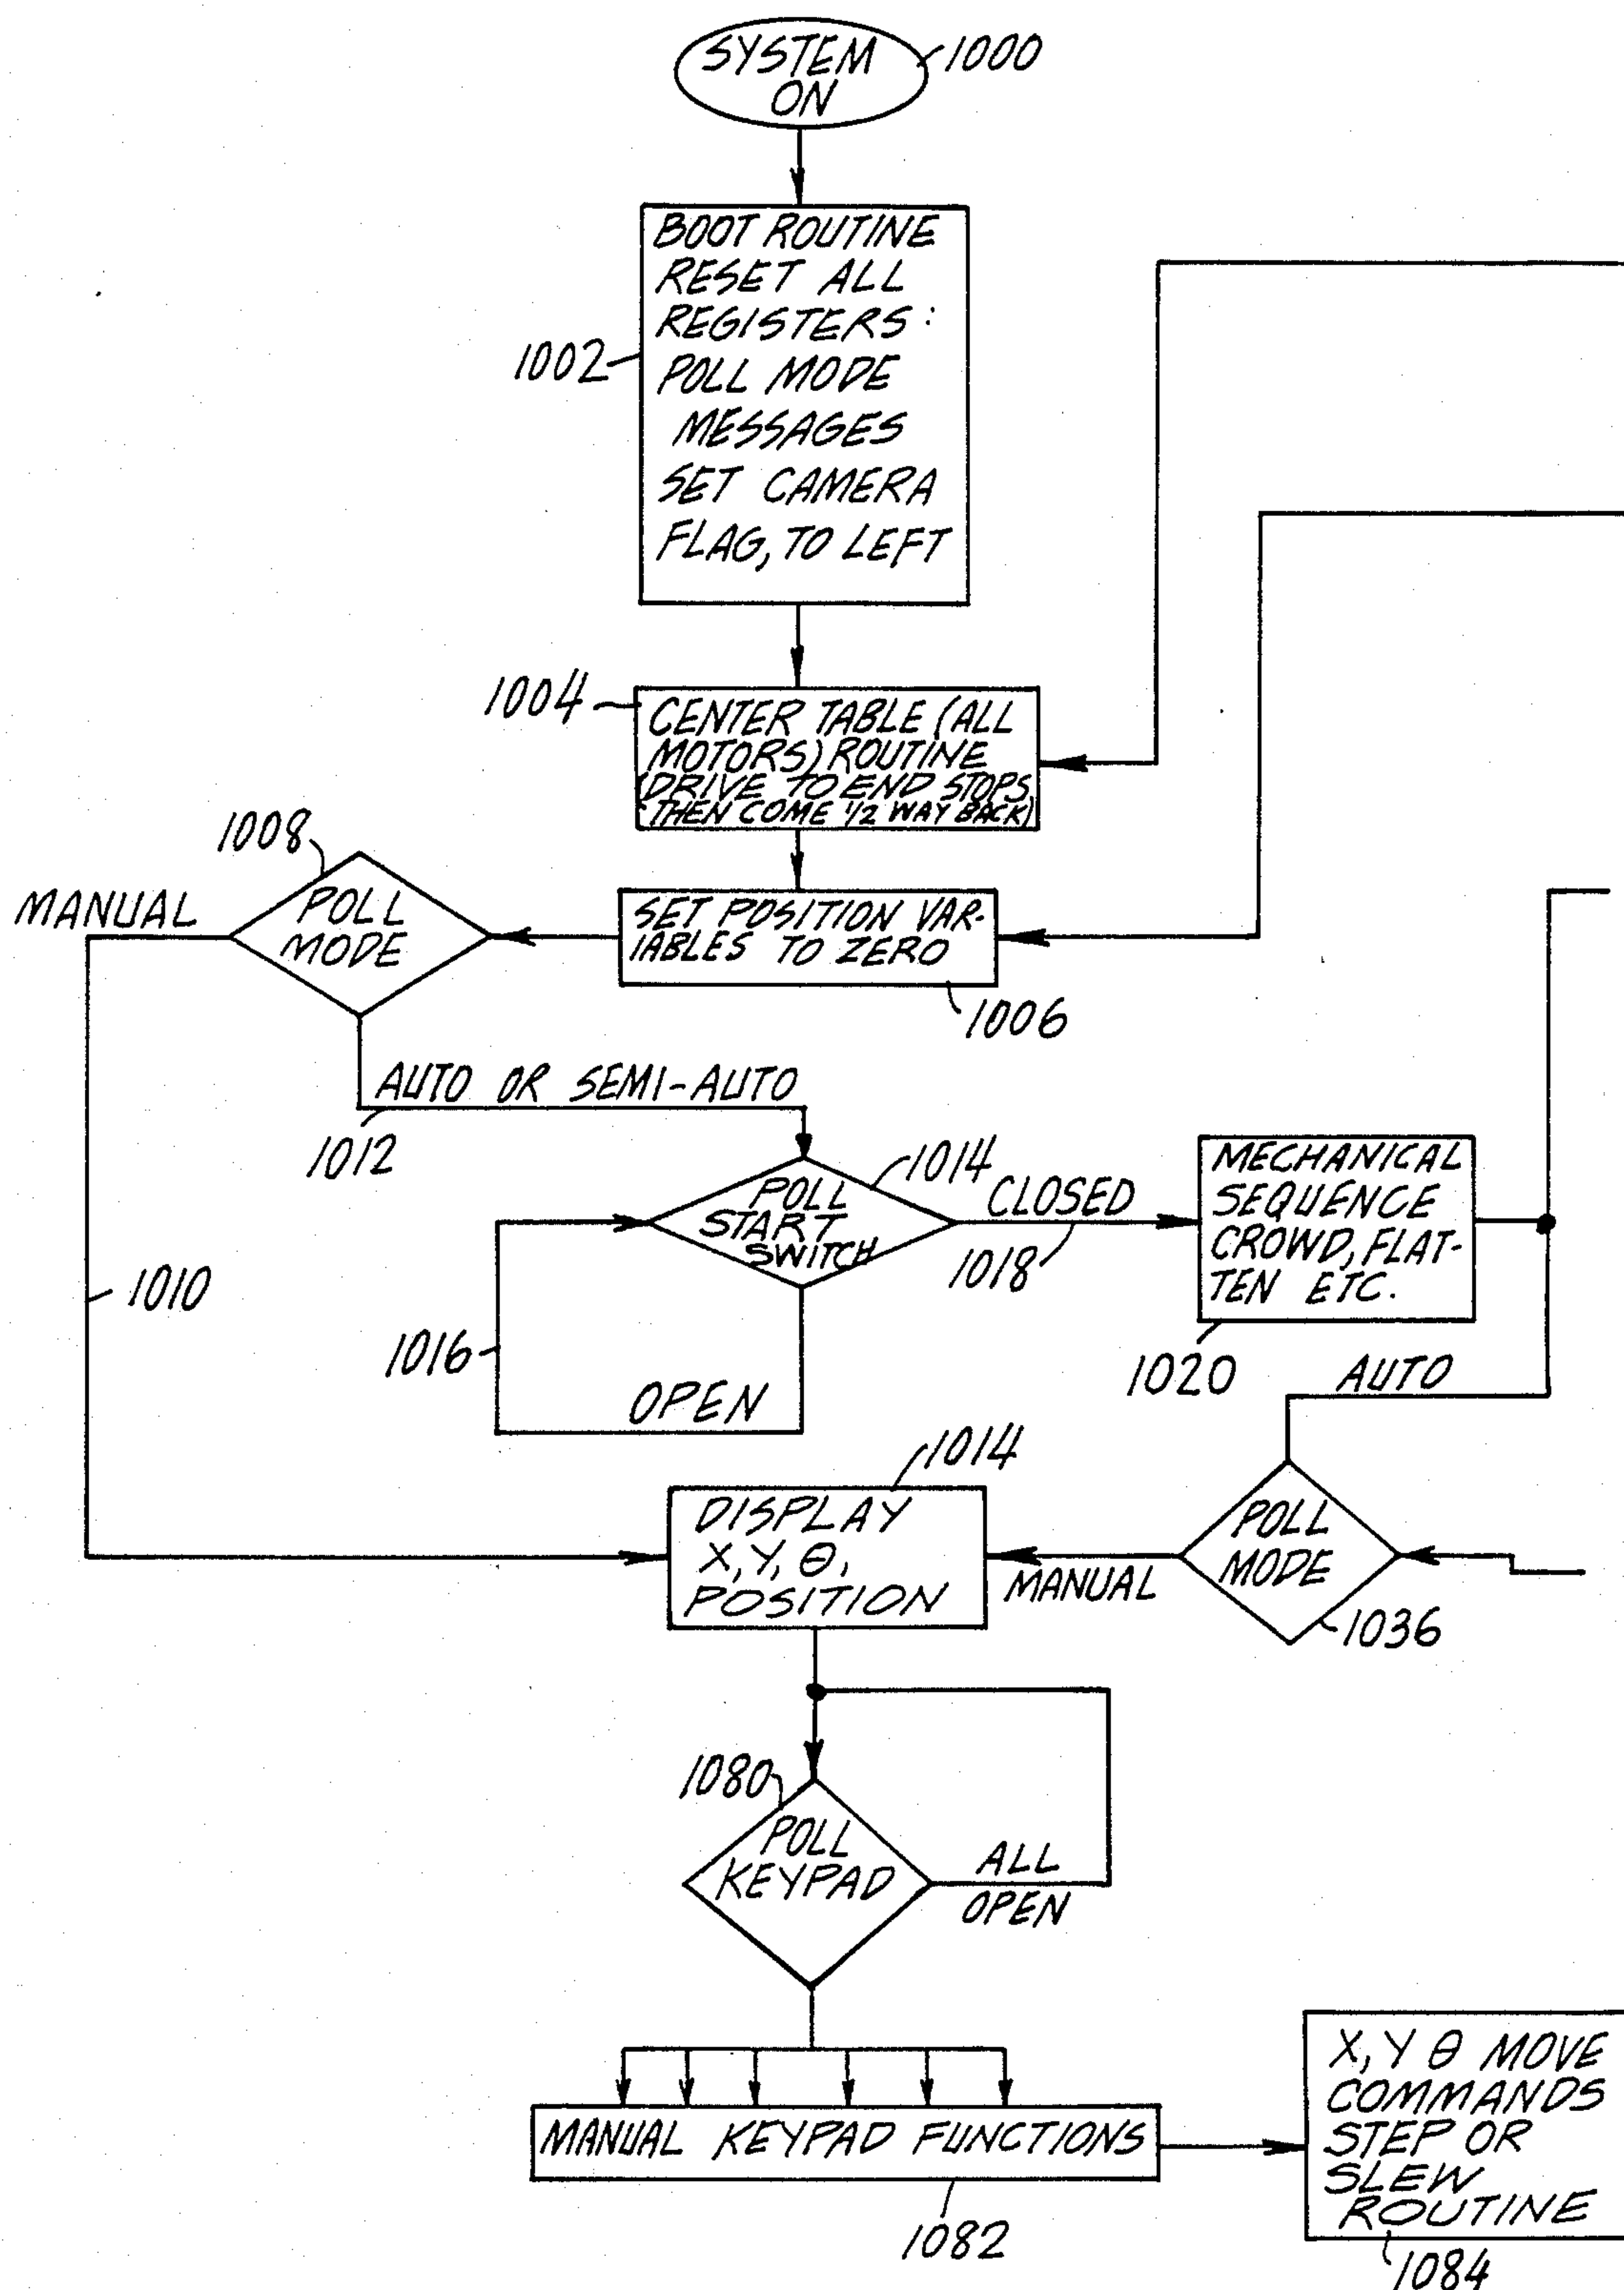 SYSTEM
ON
1000
BOOT ROUTINE
RESET ALL
REGISTERS:
POLL MODE
MESSAGES
SET CAMERA
FLAG, TO LEFT
1002
1004
CENTER TABLE (ALL
MOTORS) ROUTINE
(DRIVE TO END STOPS
THEN COME 1/2 WAY BACK)
1008
MANUAL
POLL
MODE
SET POSITION VAR-
IABLES TO ZERO
1006
AUTO OR SEMI-AUTO
1012
1014
POLL
START
SWITCH
CLOSED
1018
MECHANICAL
SEQUENCE
CROWD, FLAT-
TEN ETC.
1020
1010
1016
OPEN
AUTO
1014
DISPLAY
X, Y, θ,
POSITION
MANUAL
POLL
MODE
1036
1080
POLL
KEYPAD
ALL
OPEN
MANUAL KEYPAD FUNCTIONS
1082
X, Y θ MOVE
COMMANDS
STEP OR
SLEW
ROUTINE
1084